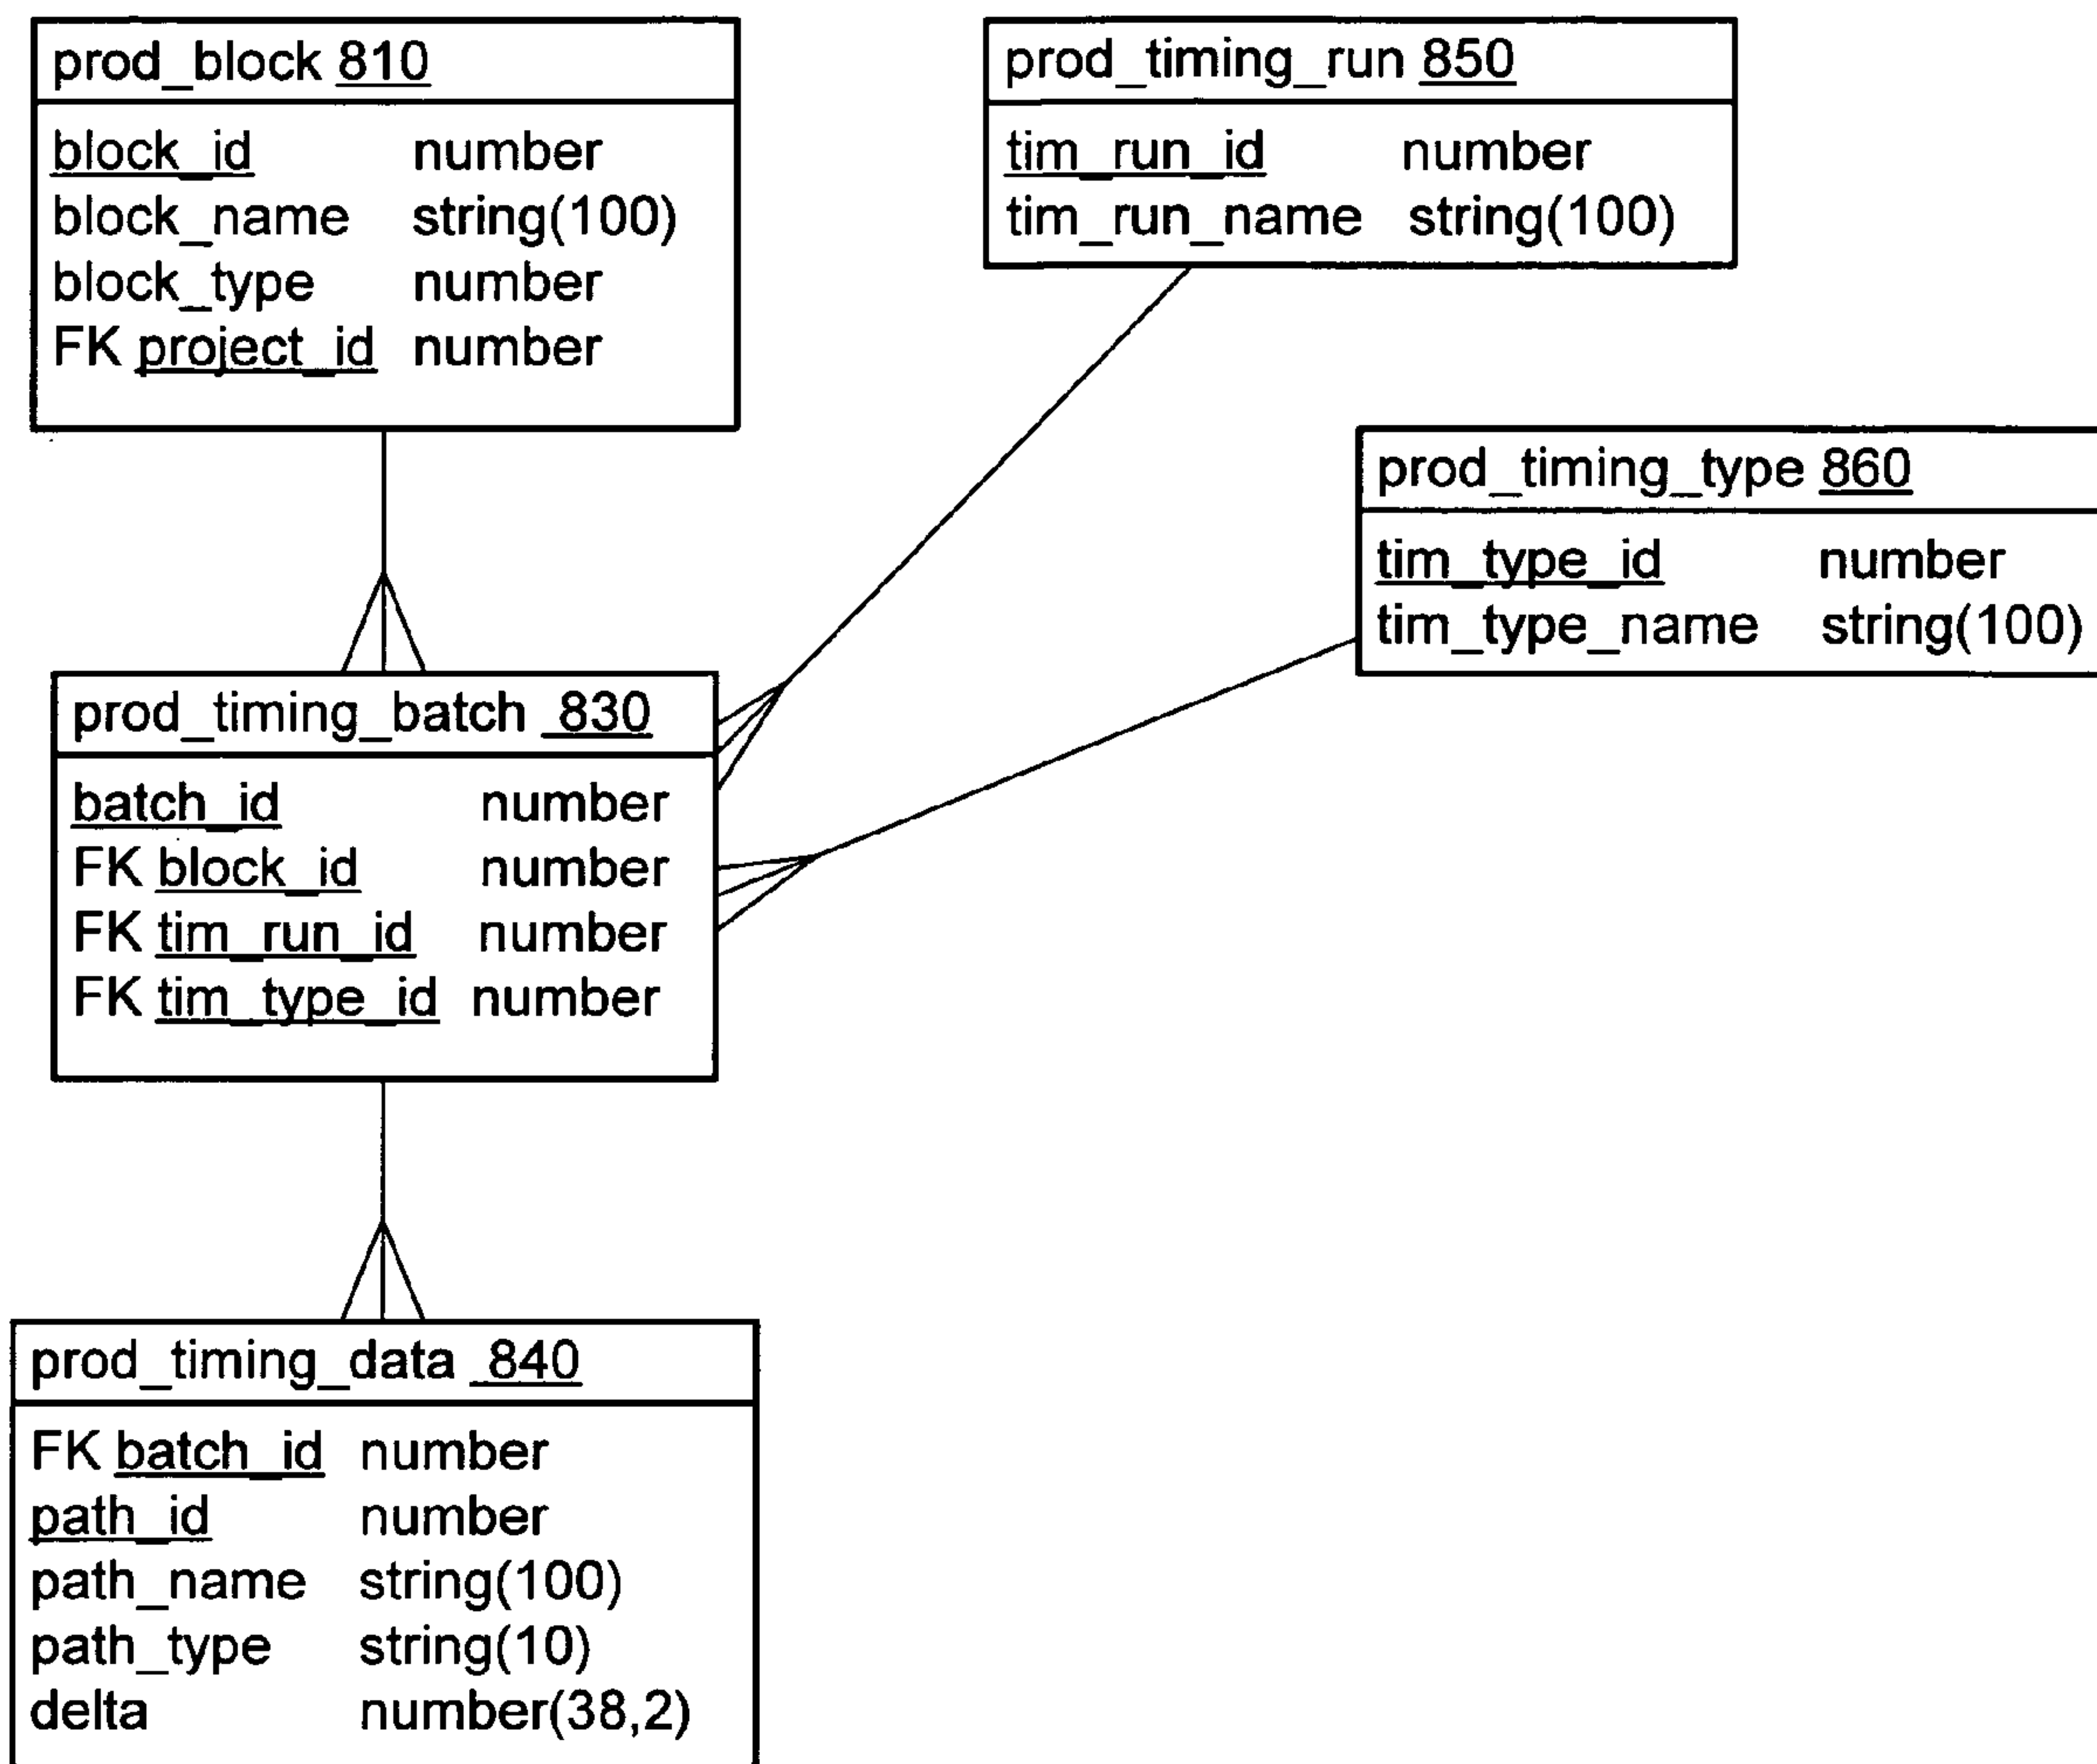 prod_block 810
block_id number
block_name string(100)
block_type number
FK project_id number
prod_timing_run 850
tim_run_id number
tim_run_name string(100)
prod_timing_type 860
tim_type_id number
tim_type_name string(100)
prod_timing_batch 830
batch_id number
FK block_id number
FK tim_run_id number
FK tim_type_id number
prod_timing_data 840
FK batch_id number
path_id number
path_name string(100)
path_type string(10)
delta number(38,2)